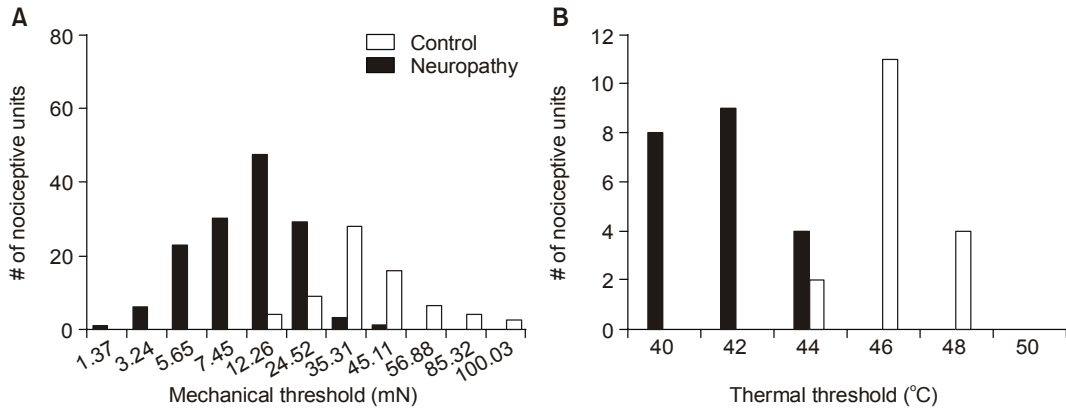 A
# of nociceptive units
80
60
40
20
0
Control
Neuropathy
1.37 3.24 5.65 7.45 12.26 24.52 35.31 45.11 56.88 85.32 100.03
Mechanical threshold (mN)
B
# of nociceptive units
12
10
8
6
4
2
0
40 42 44 46 48 50
Thermal threshold (°C)